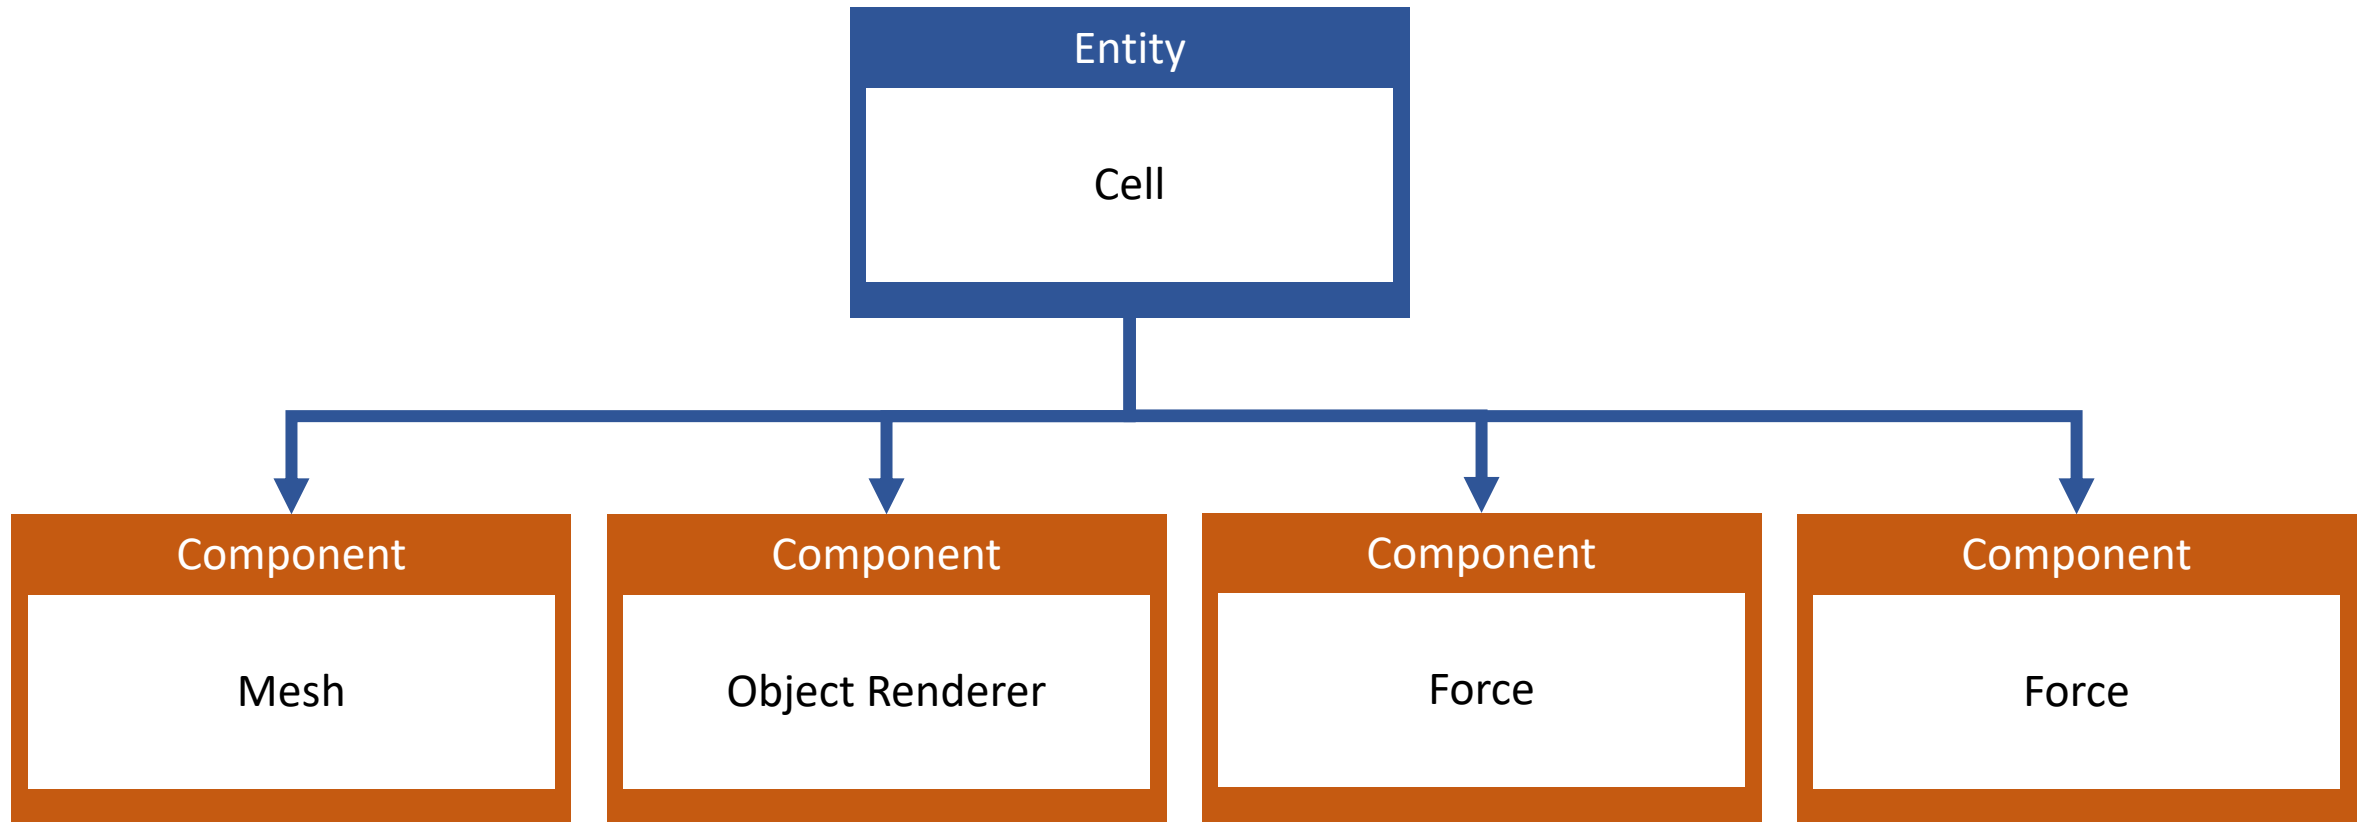 Entity
Cell
Component
Mesh
Component
Object Renderer
Component
Force
Component
Force